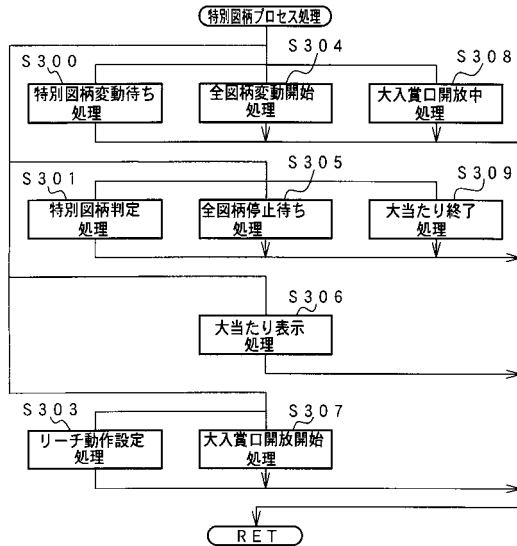 特別図柄プロセス処理
S300
S304
S308
特別図柄変動待ち
処理
全図柄変動開始
処理
大入賞口開放中
処理
S301
S305
S309
特別図柄判定
処理
全図柄停止待ち
処理
大当たり終了
処理
S306
大当たり表示
処理
S303
S307
リーチ動作設定
処理
大入賞口開放開始
処理
RET